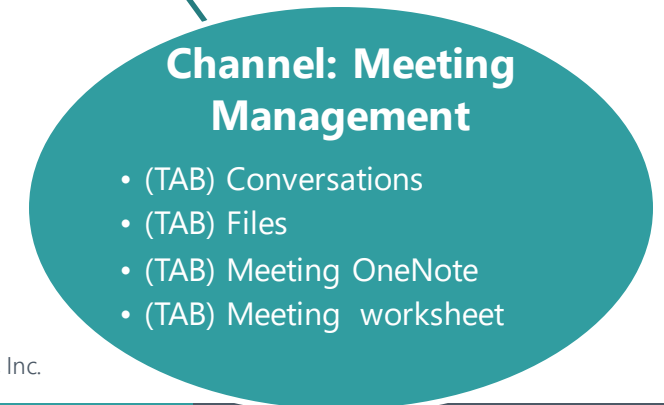 Channel: Meeting
Management
• (TAB) Conversations
• (TAB) Files
• (TAB) Meeting OneNote
• (TAB) Meeting  worksheet
Inc.